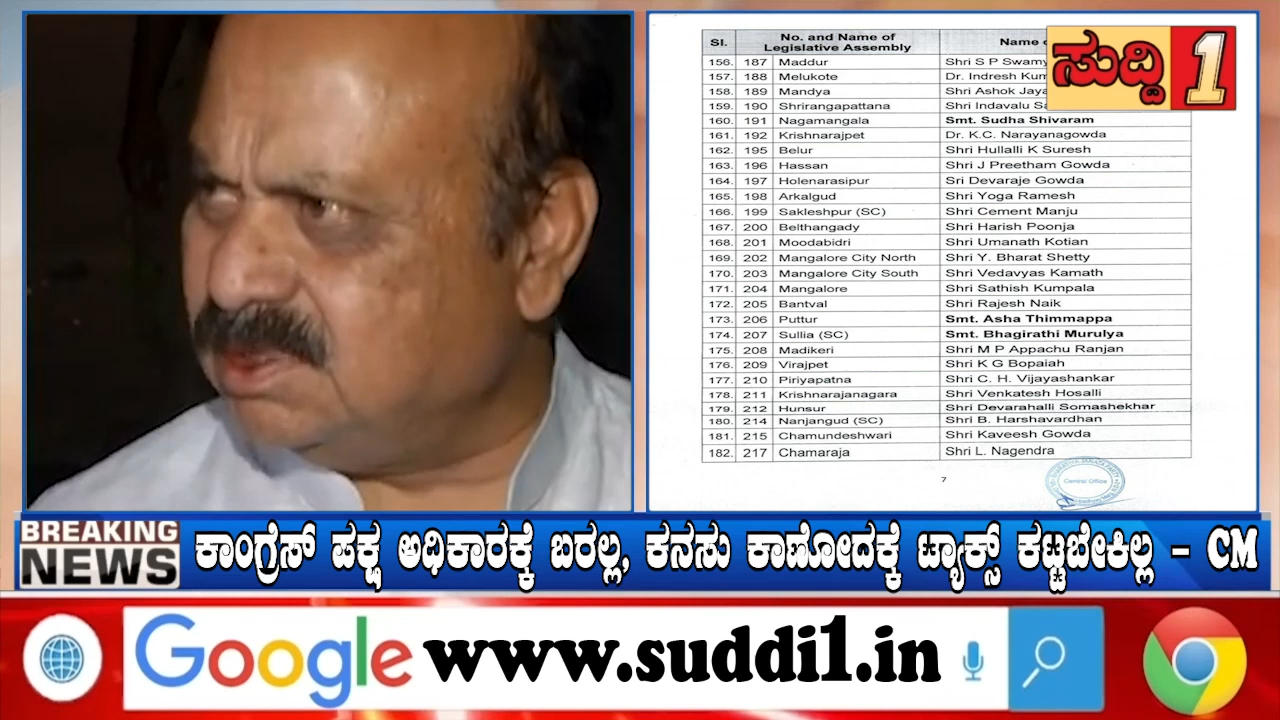 ಸುದ್ದಿ 1
Sl. No. and Name of Legislative Assembly Name
156. 187 Maddur Shri S P Swamy
157. 188 Melukote Dr. Indresh
158. 189 Mandya Shri Ashok
159. 190 Shrirangapattana Shri Indavalu
160. 191 Nagamangala Smt. Sudha Shivaram
161. 192 Krishnarajpet Dr. K.C. Narayanagowda
162. 195 Belur Shri Hullalli K Suresh
163. 196 Hassan Shri J Preetham Gowda
164. 197 Holenarasipur Sri Devaraje Gowda
165. 198 Arkalgud Shri Yoga Ramesh
166. 199 Sakleshpur (SC) Shri Cement Manju
167. 200 Belthangady Shri Harish Poonja
168. 201 Moodabidri Shri Umanath Kotian
169. 202 Mangalore City North Shri Y. Bharat Shetty
170. 203 Mangalore City South Shri Vedavyas Kamath
171. 204 Mangalore Shri Sathish Kumpala
172. 205 Bantval Shri Rajesh Naik
173. 206 Puttur Smt. Asha Thimmappa
174. 207 Sullia (SC) Smt. Bhagirathi Murulya
175. 208 Madikeri Shri M P Appachu Ranjan
176. 209 Virajpet Shri K G Bopaiah
177. 210 Piriyapatna Shri C. H. Vijayashankar
178. 211 Krishnarajanagara Shri Venkatesh Hosalli
179. 212 Hunsur Shri Devarahalli Somashekhar
180. 214 Nanjangud (SC) Shri B. Harshavardhan
181. 215 Chamundeshwari Shri Kaveesh Gowda
182. 217 Chamaraja Shri L. Nagendra
7
Central Office
BREAKING
NEWS
ಕಾಂಗ್ರೆಸ್ ಪಕ್ಷ ಅಧಿಕಾರಕ್ಕೆ ಬರಲ್ಲ, ಕನಸು ಕಾಣೋದಕ್ಕೆ ಟ್ಯಾಕ್ಸ್ ಕಟ್ಟಬೇಕಿಲ್ಲ - CM
Google www.suddi1.in